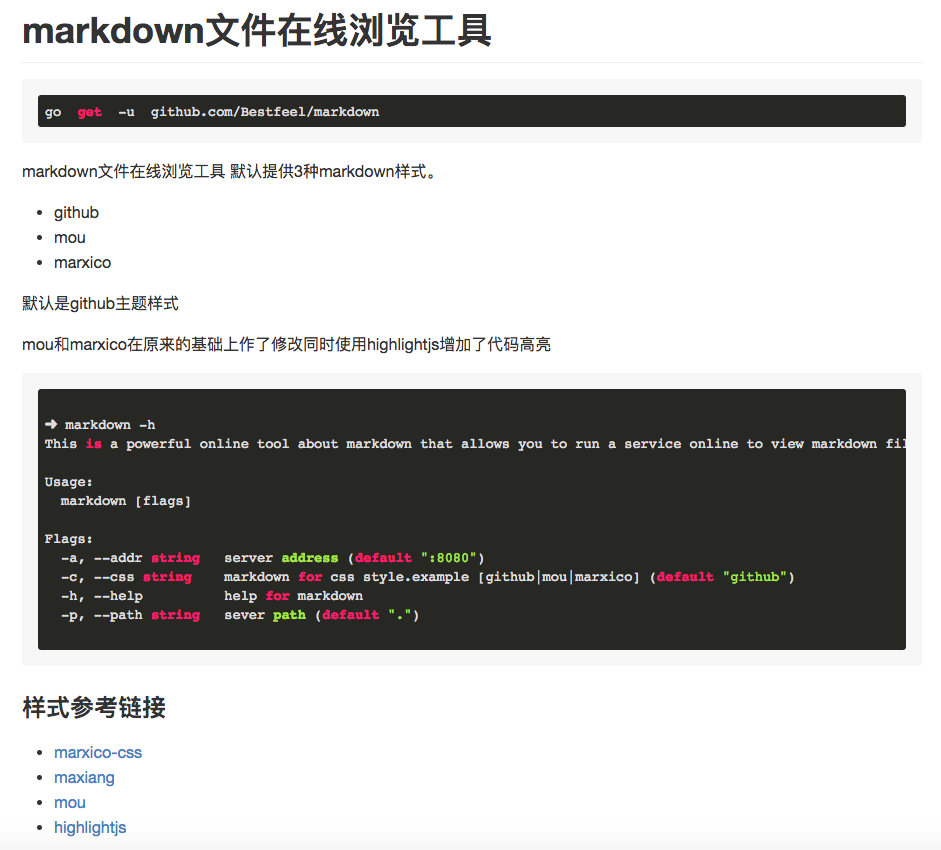 markdown文件在线浏览工具
go get -u github.com/Bestfeel/markdown
markdown文件在线浏览工具 默认提供3种markdown样式。
github
mou
marxico
默认是github主题样式
mou和marxico在原来的基础上作了修改同时使用highlightjs增加了代码高亮
➜ markdown -h
This is a powerful online tool about markdown that allows you to run a service online to view markdown fil
Usage:
markdown [flags]
Flags:
-a, --addr string server address (default ":8080")
-c, --css string markdown for css style.example [github|mou|marxico] (default "github")
-h, --help help for markdown
-p, --path string sever path (default ".")
样式参考链接
marxico-css
maxiang
mou
highlightjs